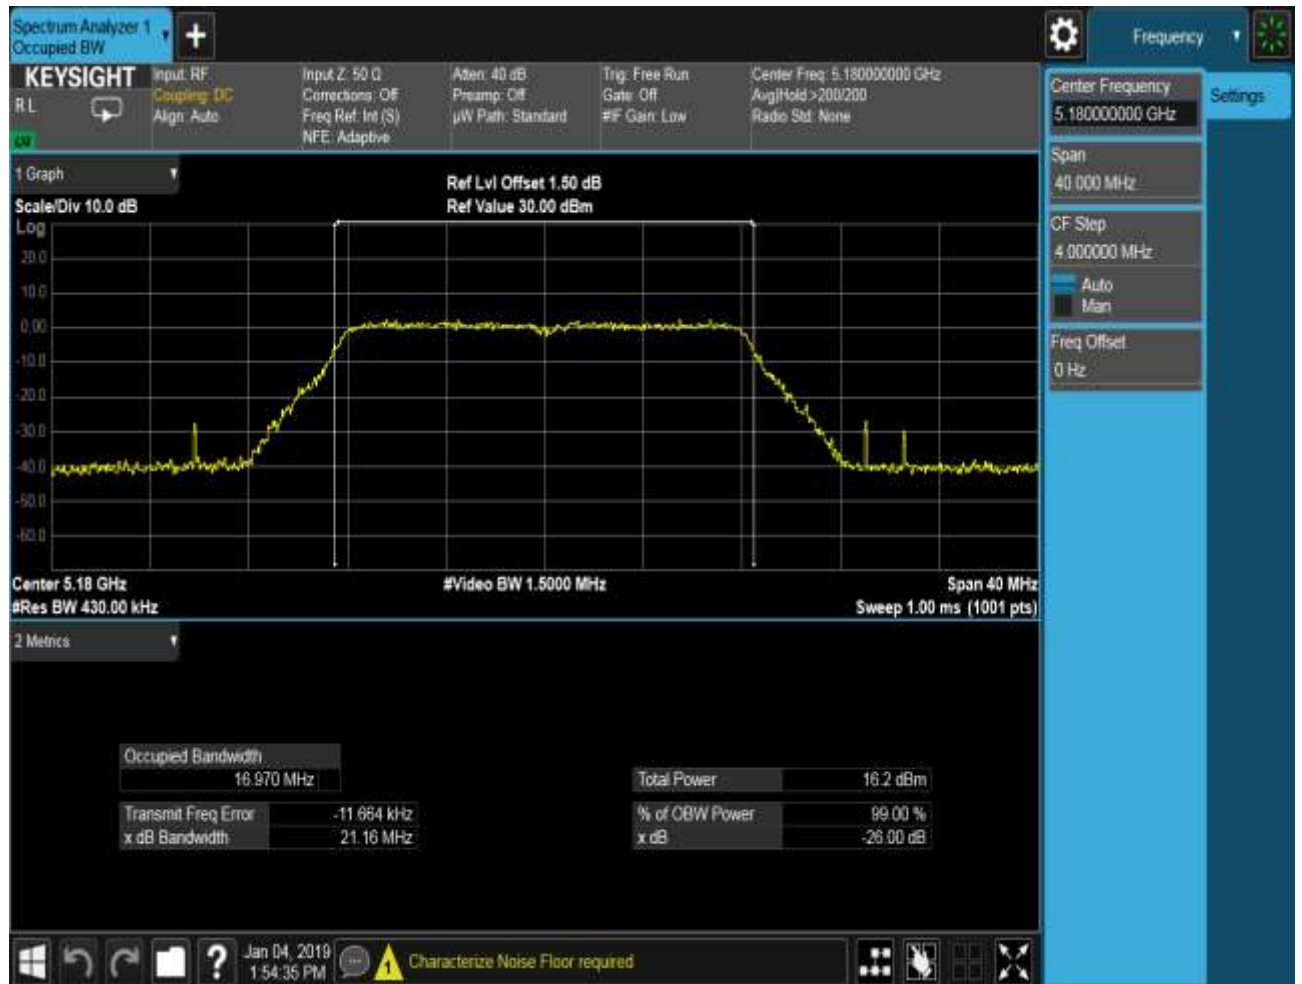 Spectrum Analyzer 1
Occupied BW
Frequency
KEYSIGHT
R L
Input: RF
Coupling: DC
Align: Auto
Input Z: 50 Ω
Corrections: Off
Freq Ref: Int (S)
NFE: Adaptive
Atten: 40 dB
Preamp: Off
µW Path: Standard
Trig: Free Run
Gate: Off
#IF Gain: Low
Center Freq: 5.180000000 GHz
Avg|Hold:>200/200
Radio Std: None
1 Graph
Scale/Div 10.0 dB
Ref Lvl Offset 1.50 dB
Ref Value 30.00 dBm
Log
20.0
10.0
0.00
-10.0
-20.0
-30.0
-40.0
-50.0
-60.0
Center 5.18 GHz
#Video BW 1.5000 MHz
Span 40 MHz
#Res BW 430.00 kHz
Sweep 1.00 ms (1001 pts)
2 Metrics
Occupied Bandwidth
16.970 MHz
Total Power 16.2 dBm
Transmit Freq Error -11.664 kHz
% of OBW Power 99.00 %
x dB Bandwidth 21.16 MHz
x dB -26.00 dB
Center Frequency
5.180000000 GHz
Settings
Span
40.000 MHz
CF Step
4.000000 MHz
Auto
Man
Freq Offset
0 Hz
?
Jan 04, 2019
1:54:35 PM
1
Characterize Noise Floor required